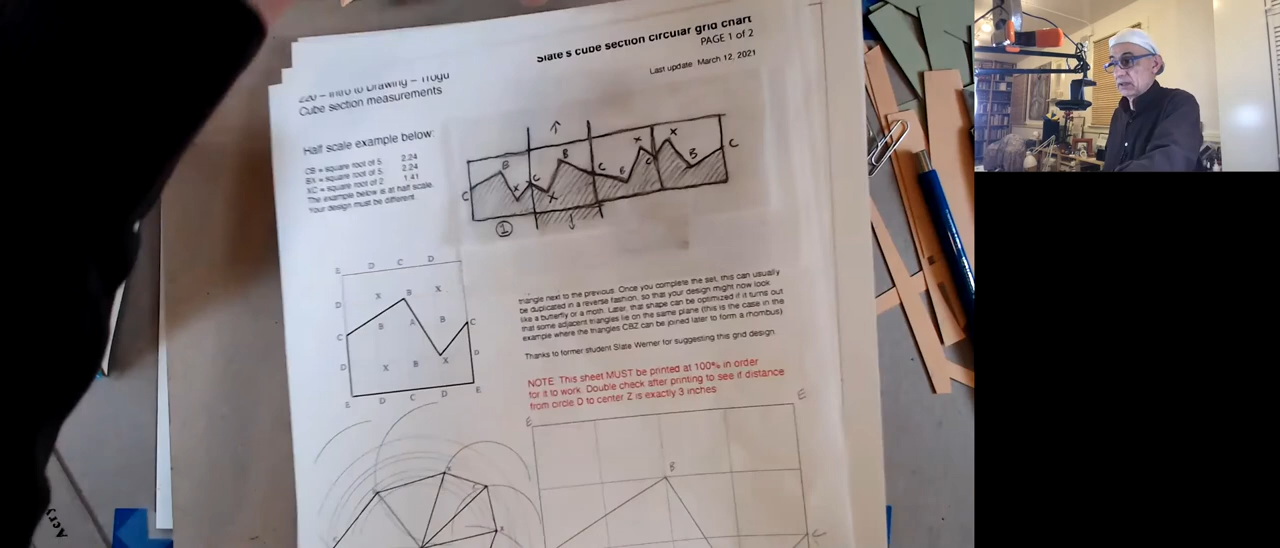 Slate's cube section circular grid chart
PAGE 1 of 2
Last update March 12, 2021
220 – Intro to Drawing – Trogu
Cube section measurements
Half scale example below:
CB = square root of 5 2.24
BX = square root of 5 2.24
XC = square root of 2 1.41
The example below is at half scale.
Your design must be different.
C B X C X B C B X C X B C
1
E D C D
D X B X
C B A B C
D X B X D
E D C D E
triangle next to the previous. Once you complete the set, this can usually
be duplicated in a reverse fashion, so that your design might now look
like a butterfly or a moth. Later, that shape can be optimized if it turns out
that some adjacent triangles lie on the same plane (this is the case in the
example where the triangles CBZ can be joined later to form a rhombus)
Thanks to former student Slate Werner for suggesting this grid design.
NOTE: This sheet MUST be printed at 100% in order
for it to work. Double check after printing to see if distance
from circle D to center Z is exactly 3 inches
E E
B
C
Acry